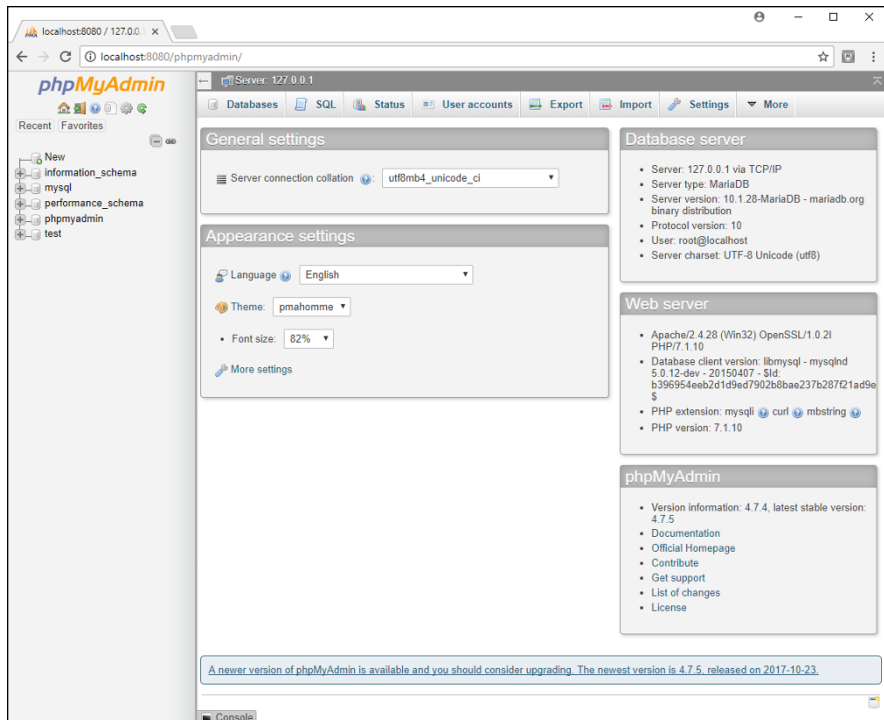 localhost:8080 / 127.0.0.1
localhost:8080/phpmyadmin/
phpMyAdmin
Recent Favorites
New
information_schema
mysql
performance_schema
phpmyadmin
test
Server: 127.0.0.1
Databases SQL Status User accounts Export Import Settings More
General settings
Server connection collation : utf8mb4_unicode_ci
Appearance settings
Language English
Theme: pmahomme
• Font size: 82%
More settings
Database server
• Server: 127.0.0.1 via TCP/IP
• Server type: MariaDB
• Server version: 10.1.28-MariaDB - mariadb.org
binary distribution
• Protocol version: 10
• User: root@localhost
• Server charset: UTF-8 Unicode (utf8)
Web server
• Apache/2.4.28 (Win32) OpenSSL/1.0.2l
PHP/7.1.10
• Database client version: libmysql - mysqlnd
5.0.12-dev - 20150407 - $Id:
b396954eeb2d1d9ed7902b8bae237b287f21ad9e
$
• PHP extension: mysqli curl mbstring
• PHP version: 7.1.10
phpMyAdmin
• Version information: 4.7.4, latest stable version:
4.7.5
• Documentation
• Official Homepage
• Contribute
• Get support
• List of changes
• License
A newer version of phpMyAdmin is available and you should consider upgrading. The newest version is 4.7.5, released on 2017-10-23.
Console